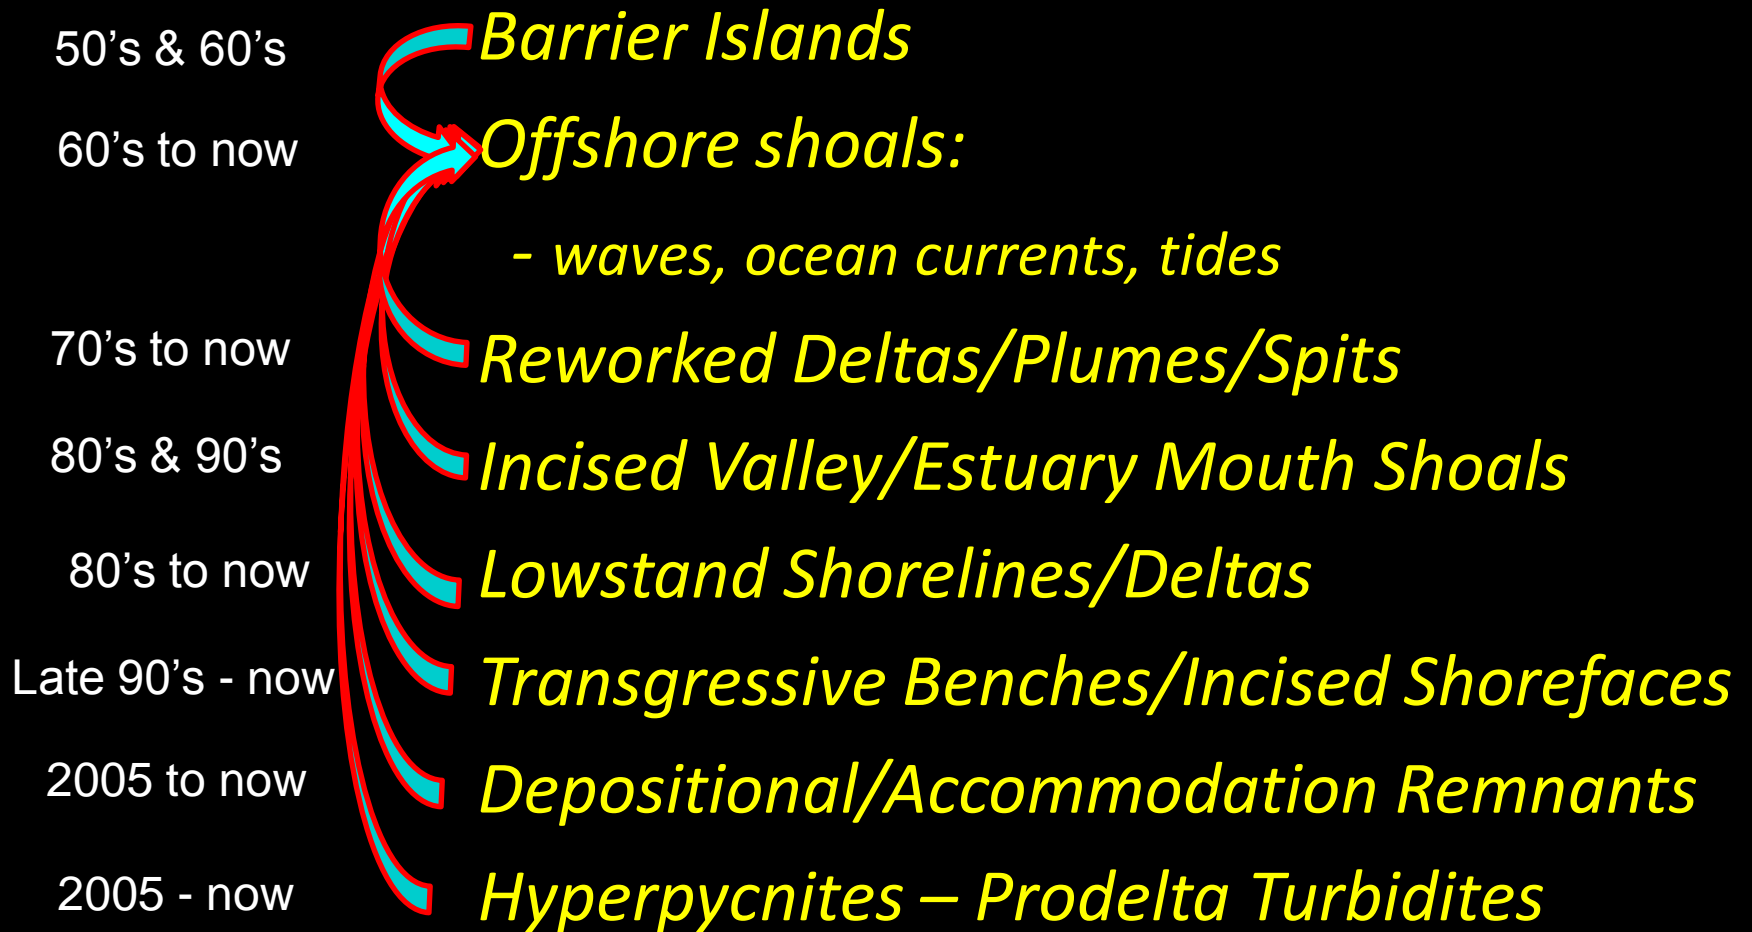 50’s & 60’s Barrier Islands
60’s to now Offshore shoals:
- waves, ocean currents, tides
70’s to now Reworked Deltas/Plumes/Spits
80’s & 90’s Incised Valley/Estuary Mouth Shoals
80’s to now Lowstand Shorelines/Deltas
Late 90’s - now Transgressive Benches/Incised Shorefaces
2005 to now Depositional/Accommodation Remnants
2005 - now Hyperpycnites – Prodelta Turbidites